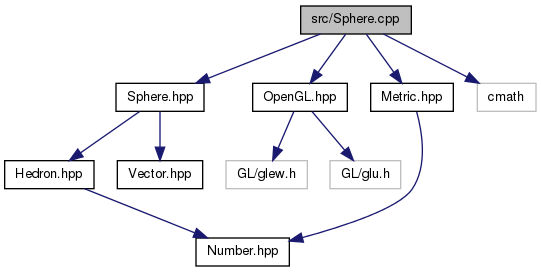 src/Sphere.cpp
Sphere.hpp
OpenGL.hpp
Metric.hpp
cmath
Hedron.hpp
Vector.hpp
GL/glew.h
GL/glu.h
Number.hpp